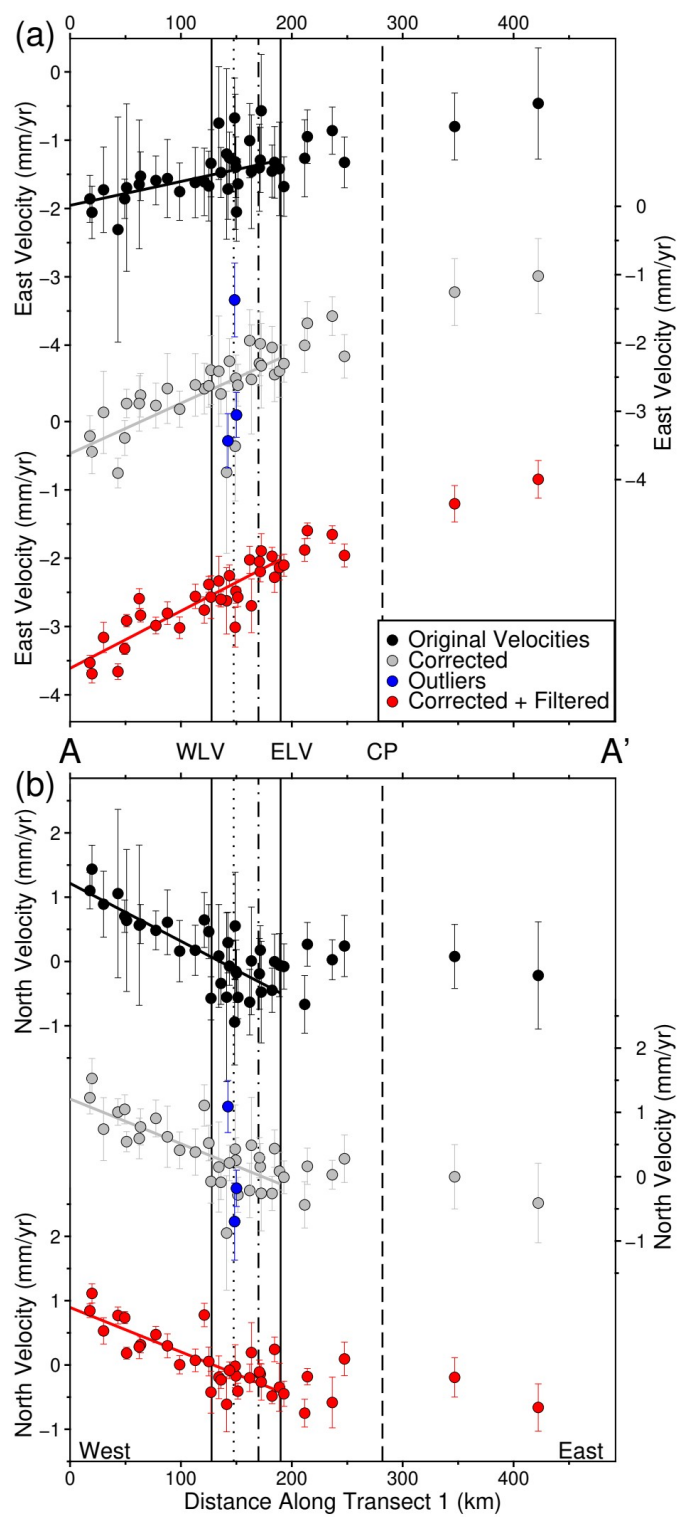 0 100 200 300 400
(a)
0
−1
−2
−3
−4
East Velocity (mm/yr)
0
−1
−2
−3
−4
East Velocity (mm/yr)
0
−1
−2
−3
−4
East Velocity (mm/yr)
Original Velocities
Corrected
Outliers
Corrected + Filtered
A WLV ELV CP A’
(b)
2
1
0
−1
North Velocity (mm/yr)
2
1
0
−1
North Velocity (mm/yr)
2
1
0
−1
North Velocity (mm/yr)
West East
0 100 200 300 400
Distance Along Transect 1 (km)